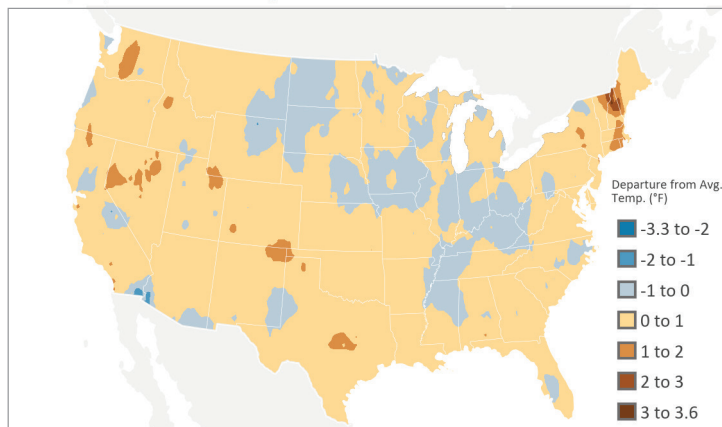 Departure from Avg.
Temp. (°F)
-3.3 to -2
-2 to -1
-1 to 0
0 to 1
1 to 2
2 to 3
3 to 3.6